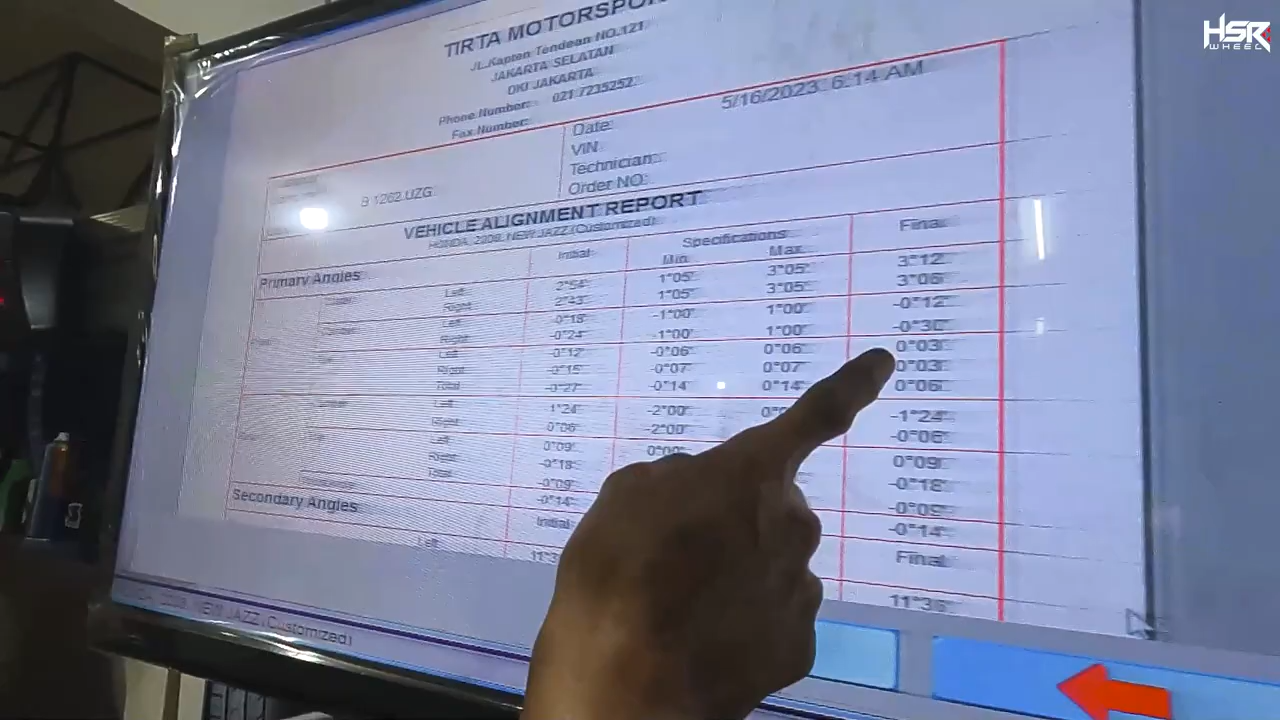 HSR
WHEEL
TIRTA MOTORSPOR
JL.Kapten Tendean NO.121
JAKARTA SELATAN
DKI JAKARTA
Phone Number: 021 7235252
Fax Number:
Date: 5/16/2023 6:14 AM
VIN
Technician:
Order NO:
B 1262 UZG
VEHICLE ALIGNMENT REPORT
HONDA, 2009, NEW JAZZ (Customized)
Primary Angles Initial Specifications Final
Min. Max.
Left 2°54' 1°05' 3°05' 3°12'
Right 2°43' 1°05' 3°05' 3°06'
Left -0°18' -1°00' 1°00' -0°12'
Right -0°24' -1°00' 1°00' -0°30'
Left -0°12' -0°06' 0°06' 0°03'
Right -0°15' -0°07' 0°07' 0°03'
Total -0°27' -0°14' 0°14' 0°06'
Left 1°24' -2°00' -1°24'
Right 0°06' -2°00' -0°06'
Left 0°09' 0°00' 0°09'
Right -0°18' -0°18'
Total -0°09' -0°09'
-0°14' -0°14'
Secondary Angles Initial Final
Left 11°3 11°36'
2009, NEW JAZZ (Customized)